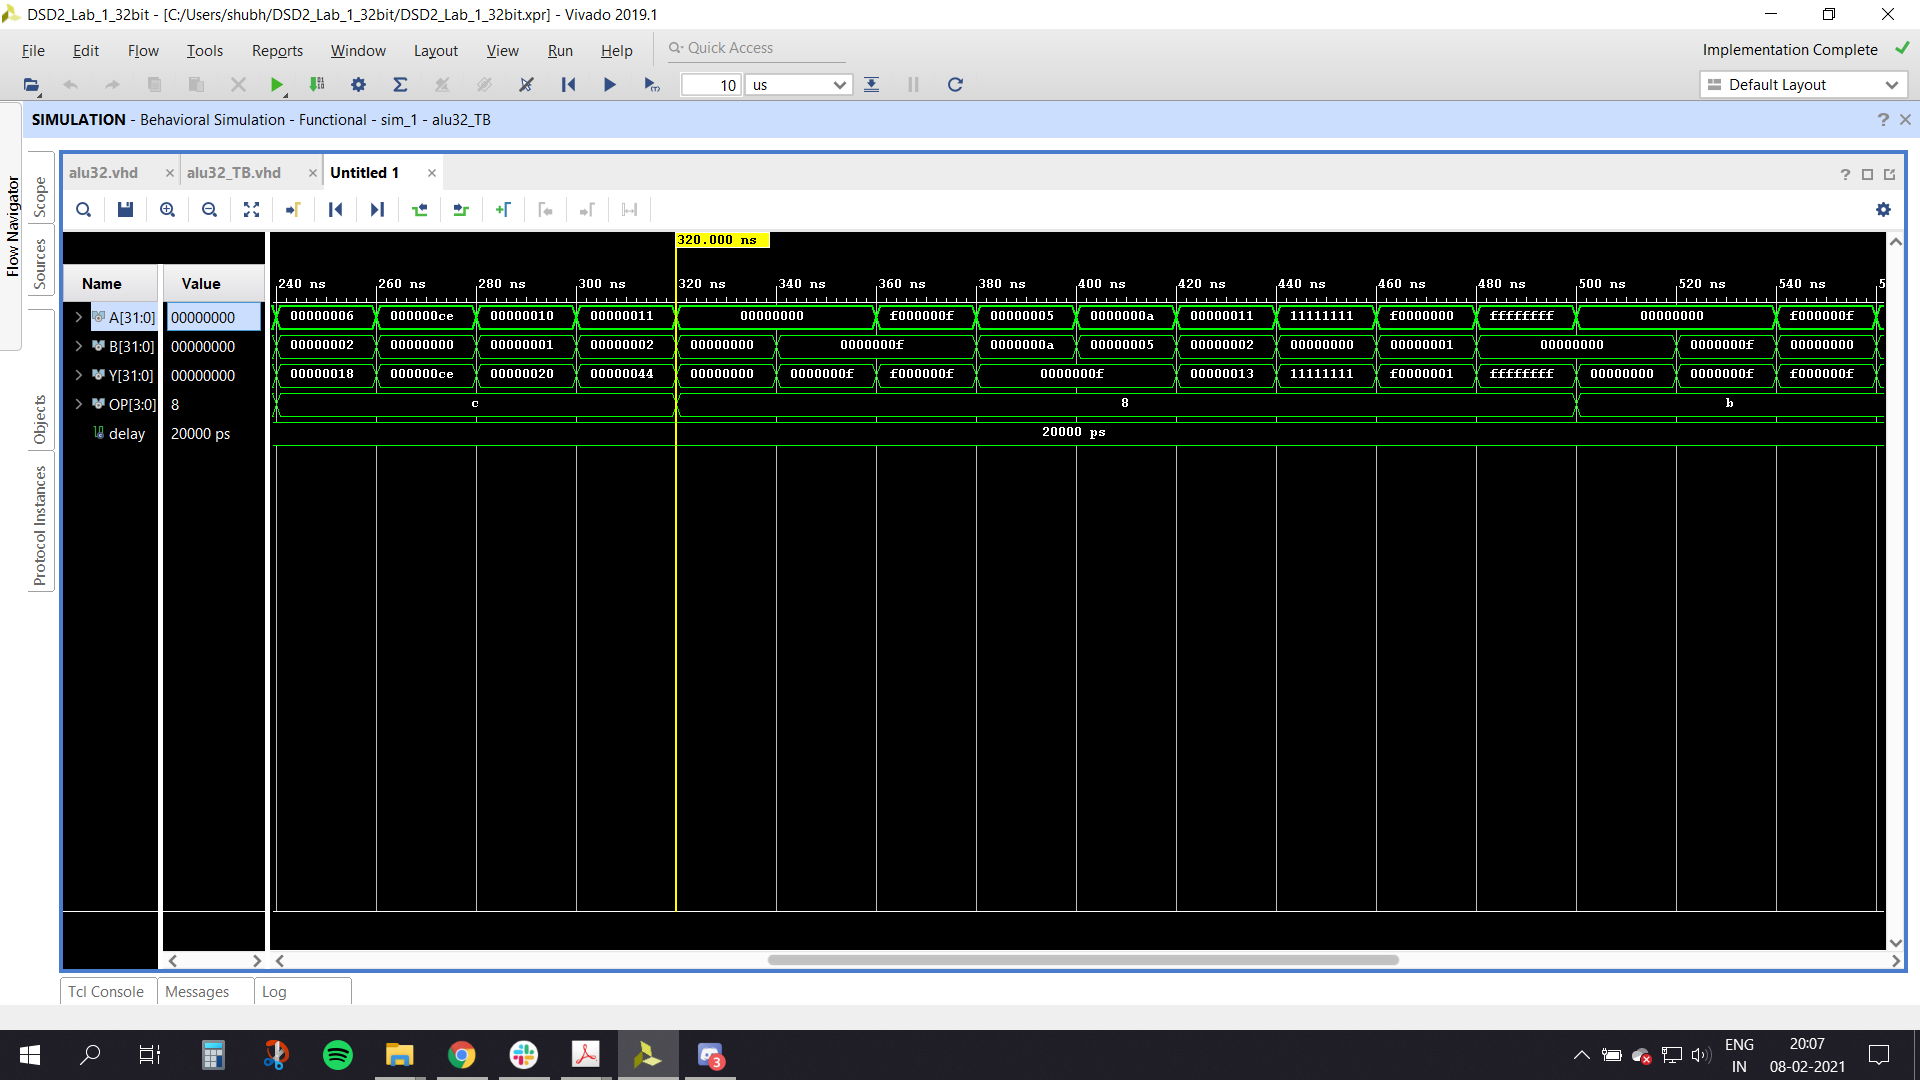 DSD2_Lab_1_32bit - [C:/Users/shubh/DSD2_Lab_1_32bit/DSD2_Lab_1_32bit.xpr] - Vivado 2019.1
File Edit Flow Tools Reports Window Layout View Run Help Quick Access Implementation Complete
10 us Default Layout
SIMULATION - Behavioral Simulation - Functional - sim_1 - alu32_TB ? ×
Flow Navigator
Scope
Sources
Objects
Protocol Instances
alu32.vhd × alu32_TB.vhd × Untitled 1 ×
320.000 ns
Name Value 240 ns 260 ns 280 ns 300 ns 320 ns 340 ns 360 ns 380 ns 400 ns 420 ns 440 ns 460 ns 480 ns 500 ns 520 ns 540 ns 5
A[31:0] 00000000 00000006 000000ce 00000010 00000011 00000000 f000000f 00000005 0000000a 00000011 11111111 f0000000 ffffffff 00000000 f000000f
B[31:0] 00000000 00000002 00000000 00000001 00000002 00000000 0000000f 0000000a 00000005 00000002 00000000 00000001 00000000 0000000f 00000000
Y[31:0] 00000000 00000018 000000ce 00000020 00000044 00000000 0000000f f000000f 0000000f 00000013 11111111 f0000001 ffffffff 00000000 0000000f f000000f
OP[3:0] 8 c 8 b
delay 20000 ps 20000 ps
Tcl Console Messages Log
3
ENG
IN
20:07
08-02-2021